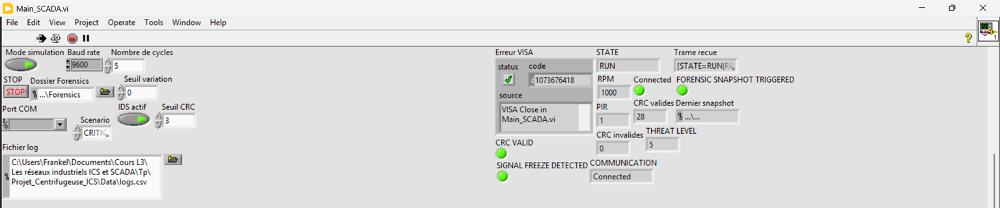 Main_SCADA.vi
File Edit View Project Operate Tools Window Help
1
Mode simulation Baud rate Nombre de cycles
9600 5
STOP Dossier Forensics Seuil variation
STOP ...\Forensics 0
Port COM IDS actif Seuil CRC
3
Scenario
CRITIC
Fichier log
C:\Users\Frankel\Documents\Cours L3\
Les réseaux industriels ICS et SCADA\Tp\
Projet_Centrifugeuse_ICS\Data\logs.csv
Erreur VISA
status code
d 1073676418
source
VISA Close in
Main_SCADA.vi
CRC VALID
SIGNAL FREEZE DETECTED
STATE
RUN
RPM
1000
PIR
1
CRC invalides
0
COMMUNICATION
Connected
Trame recue
[STATE=RUN|RP
Connected FORENSIC SNAPSHOT TRIGGERED
CRC valides Dernier snapshot
28 ...\...
THREAT LEVEL
5